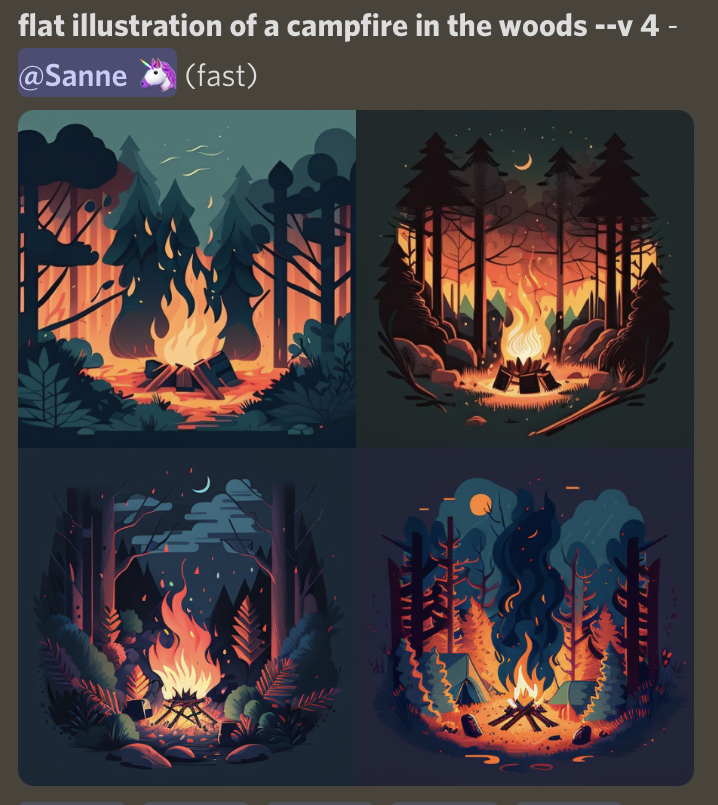 flat illustration of a campfire in the woods --v 4 -
@Sanne 🦄 (fast)